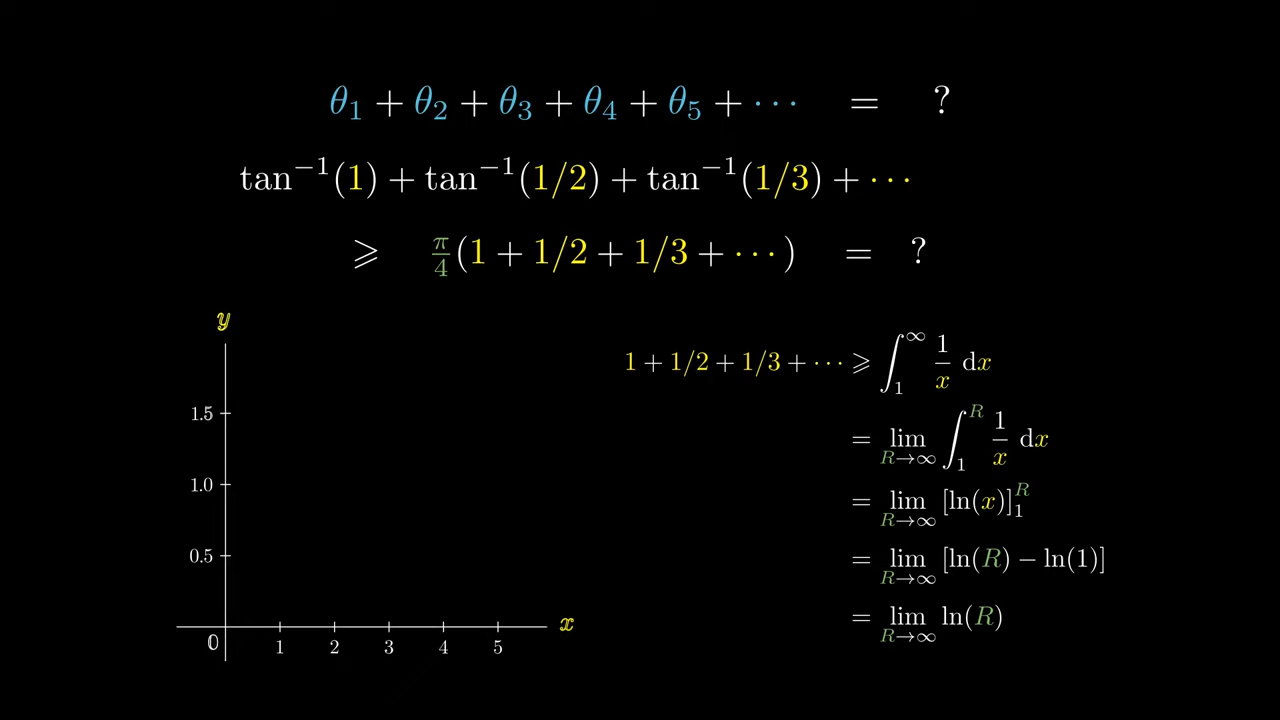 θ₁ + θ₂ + θ₃ + θ₄ + θ₅ + ⋯ = ?
tan⁻¹(1) + tan⁻¹(1/2) + tan⁻¹(1/3) + ⋯
⩾ π/4 (1 + 1/2 + 1/3 + ⋯) = ?
y
1.5
1.0
0.5
0
1 2 3 4 5
x
1 + 1/2 + 1/3 + ⋯ ⩾ ∫₁^∞ 1/x dx
= lim_{R→∞} ∫₁^R 1/x dx
= lim_{R→∞} [ln(x)]₁^R
= lim_{R→∞} [ln(R) − ln(1)]
= lim_{R→∞} ln(R)